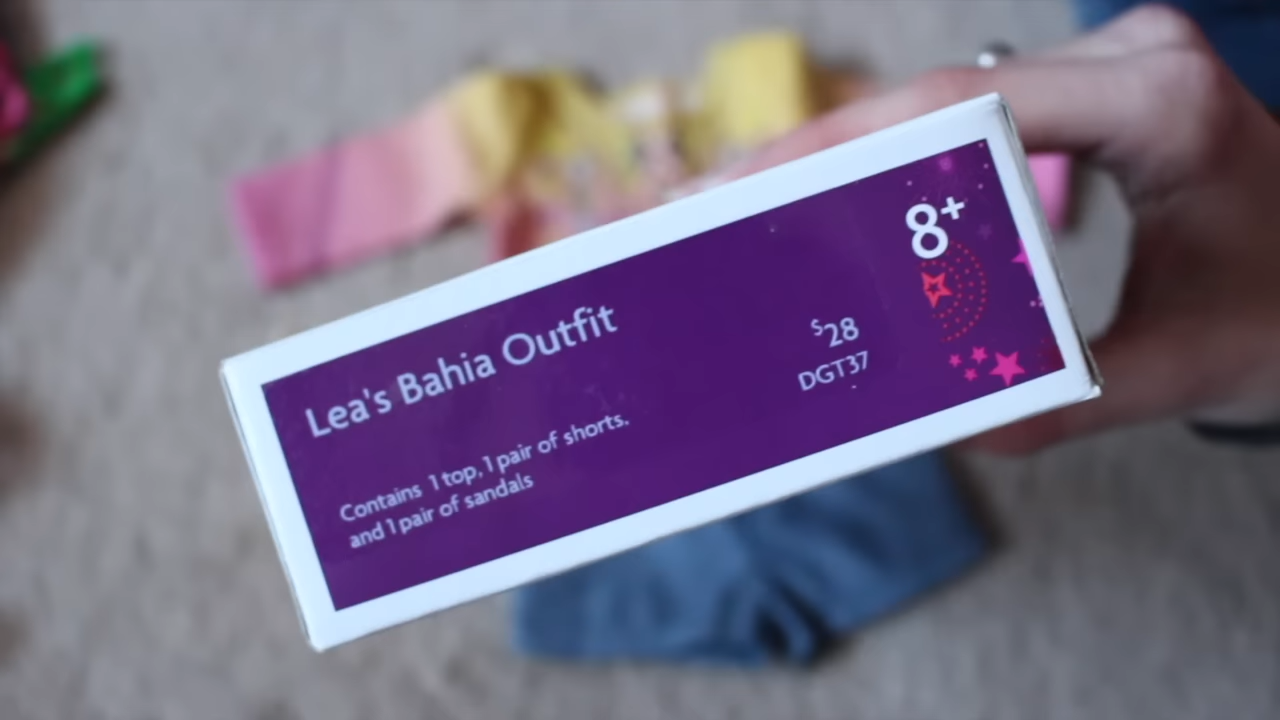 Lea's Bahia Outfit
Contains 1 top, 1 pair of shorts.
and 1 pair of sandals
$28
DGT37
8+